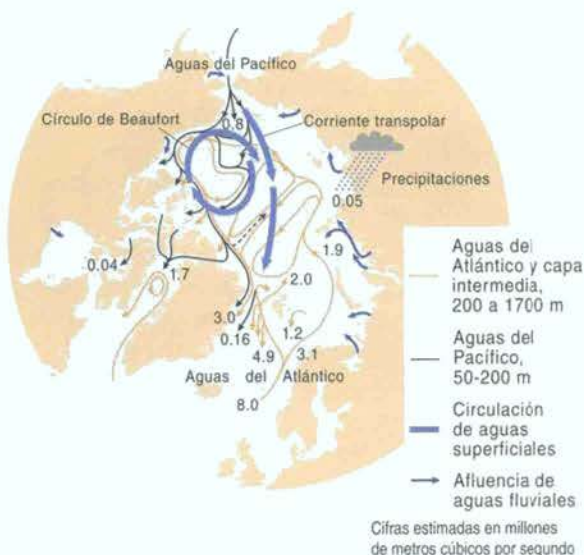 Aguas del Pacífico
Círculo de Beaufort
0.8
Corriente transpolar
Precipitaciones
0.05
0.04
1.7
1.9
2.0
3.0
0.16
1.2
4.9
3.1
Aguas del Atlántico
8.0
Aguas del
Atlántico y capa
intermedia,
200 a 1700 m
Aguas del
Pacífico,
50-200 m
Circulación
de aguas
superficiales
Afluencia de
aguas fluviales
Cifras estimadas en millones
de metros cúbicos por segundo